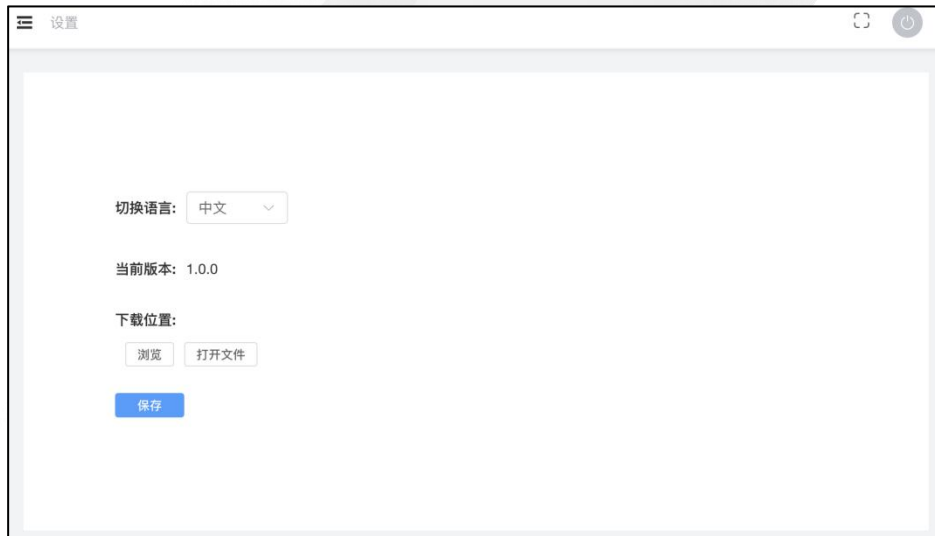 设置
切换语言: 中文
当前版本: 1.0.0
下载位置:
浏览 打开文件
保存